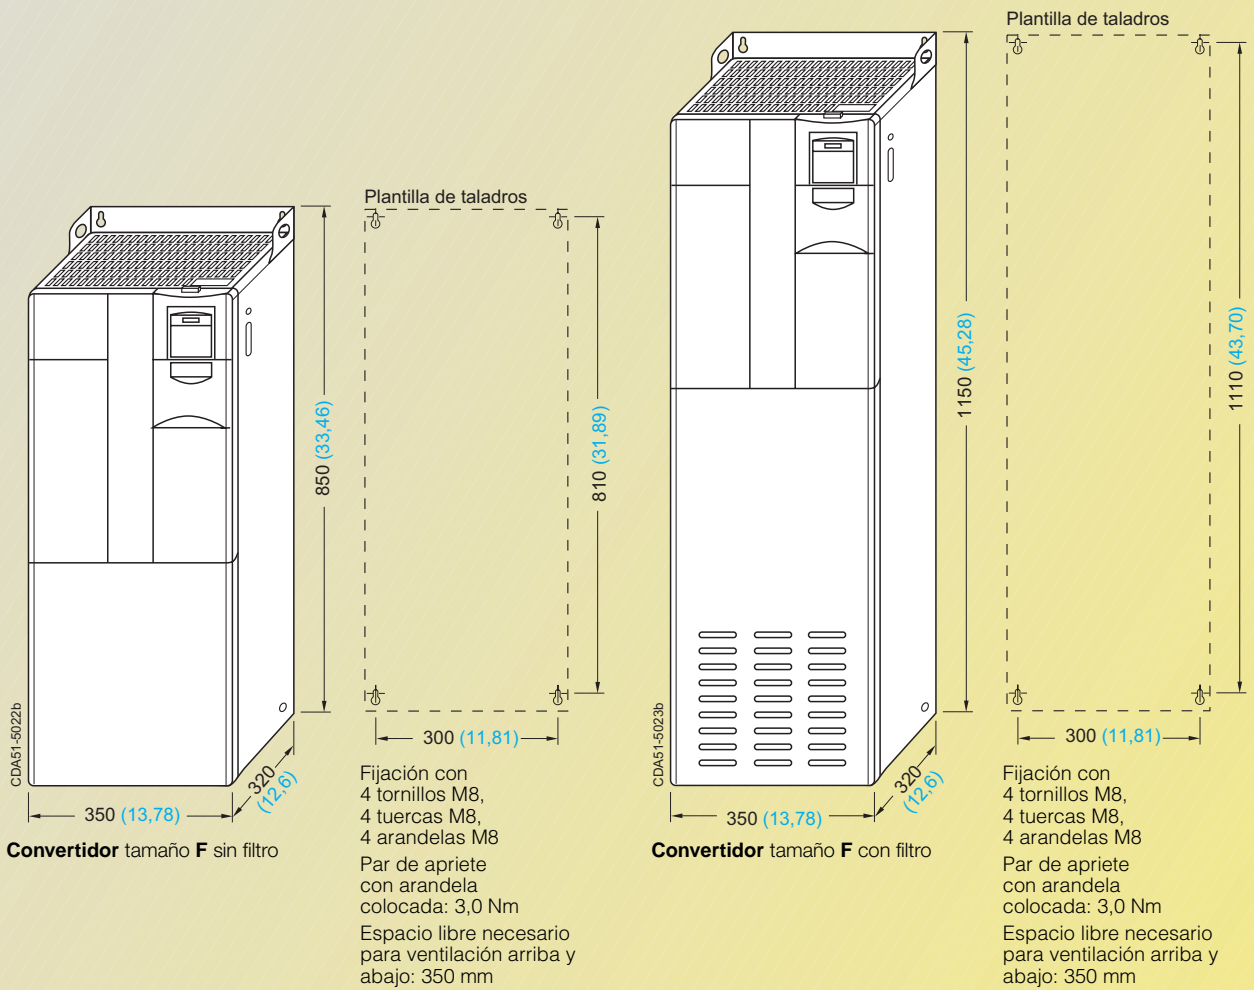 Plantilla de taladros
850 (33,46)
810 (31,89)
300 (11,81)
CDA51-5022b
320
(12,6)
350 (13,78)
Convertidor tamaño F sin filtro
Fijación con
4 tornillos M8,
4 tuercas M8,
4 arandelas M8
Par de apriete
con arandela
colocada: 3,0 Nm
Espacio libre necesario
para ventilación arriba y
abajo: 350 mm
Plantilla de taladros
1150 (45,28)
1110 (43,70)
300 (11,81)
CDA51-5023b
320
(12,6)
350 (13,78)
Convertidor tamaño F con filtro
Fijación con
4 tornillos M8,
4 tuercas M8,
4 arandelas M8
Par de apriete
con arandela
colocada: 3,0 Nm
Espacio libre necesario
para ventilación arriba y
abajo: 350 mm